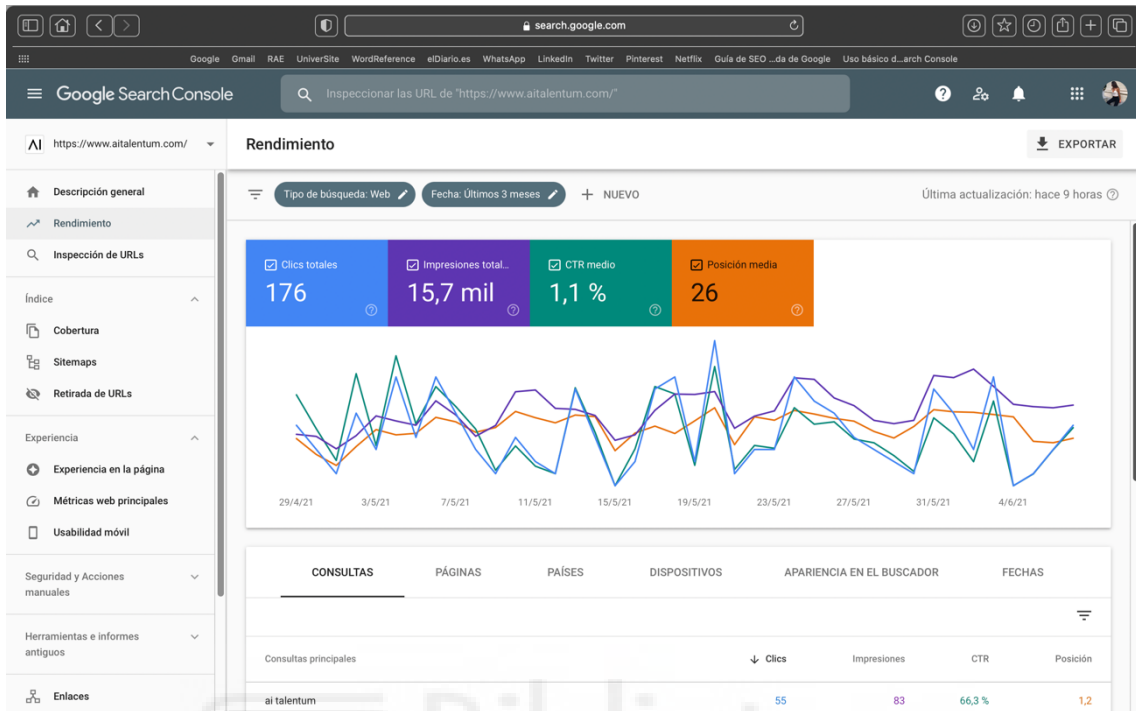 search.google.com
Google Gmail RAE UniverSite WordReference elDiario.es WhatsApp LinkedIn Twitter Pinterest Netflix Guía de SEO ...da de Google Uso básico d...arch Console
Google Search Console
Inspeccionar las URL de "https://www.aitalentum.com/"
AI https://www.aitalentum.com/
Rendimiento
EXPORTAR
Descripción general
Rendimiento
Inspección de URLs
Índice
Cobertura
Sitemaps
Retirada de URLs
Experiencia
Experiencia en la página
Métricas web principales
Usabilidad móvil
Seguridad y Acciones
manuales
Herramientas e informes
antiguos
Enlaces
Tipo de búsqueda: Web
Fecha: Últimos 3 meses
+ NUEVO
Última actualización: hace 9 horas
Clics totales
176
Impresiones total...
15,7 mil
CTR medio
1,1 %
Posición media
26
29/4/21 3/5/21 7/5/21 11/5/21 15/5/21 19/5/21 23/5/21 27/5/21 31/5/21 4/6/21
CONSULTAS PÁGINAS PAÍSES DISPOSITIVOS APARIENCIA EN EL BUSCADOR FECHAS
Consultas principales Clics Impresiones CTR Posición
ai talentum 55 83 66,3 % 1,2